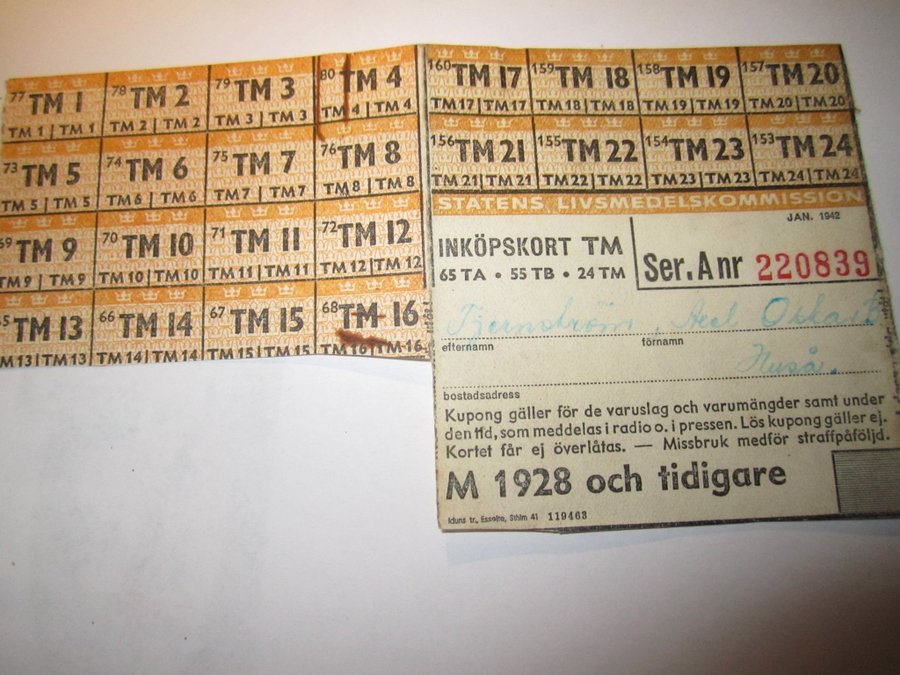 77 TM 1 78 TM 2 79 TM 3 80 TM 4
TM 1 TM 1 TM 2 TM 2 TM 3 TM 3 TM 4 TM 4
73 TM 5 74 TM 6 75 TM 7 76 TM 8
TM 5 TM 5 TM 6 TM 6 TM 7 TM 7 TM 8 TM 8
69 TM 9 70 TM 10 71 TM 11 72 TM 12
TM 9 TM 9 TM 10 TM 10 TM 11 TM 11 TM 12 TM 12
65 TM 13 66 TM 14 67 TM 15 68 TM 16
TM 13 TM 13 TM 14 TM 14 TM 15 TM 15 TM 16 TM 16
160 TM 17 159 TM 18 158 TM 19 157 TM 20
TM 17 TM 17 TM 18 TM 18 TM 19 TM 19 TM 20 TM 20
156 TM 21 155 TM 22 154 TM 23 153 TM 24
TM 21 TM 21 TM 22 TM 22 TM 23 TM 23 TM 24 TM 24
STATENS LIVSMEDELSKOMMISSION
JAN. 1942
INKÖPSKORT TM
65 TA • 55 TB • 24 TM
Ser. A nr 220839
Tjernström, Axel
efternamn förnamn
Huså.
bostadsadress
Kupong gäller för de varuslag och varumängder samt under
den tid, som meddelas i radio o. i pressen. Lös kupong gäller ej.
Kortet får ej överlåtas. — Missbruk medför straffpåföljd.
M 1928 och tidigare
Iduns tr., Esselte, Sthlm 41 119463